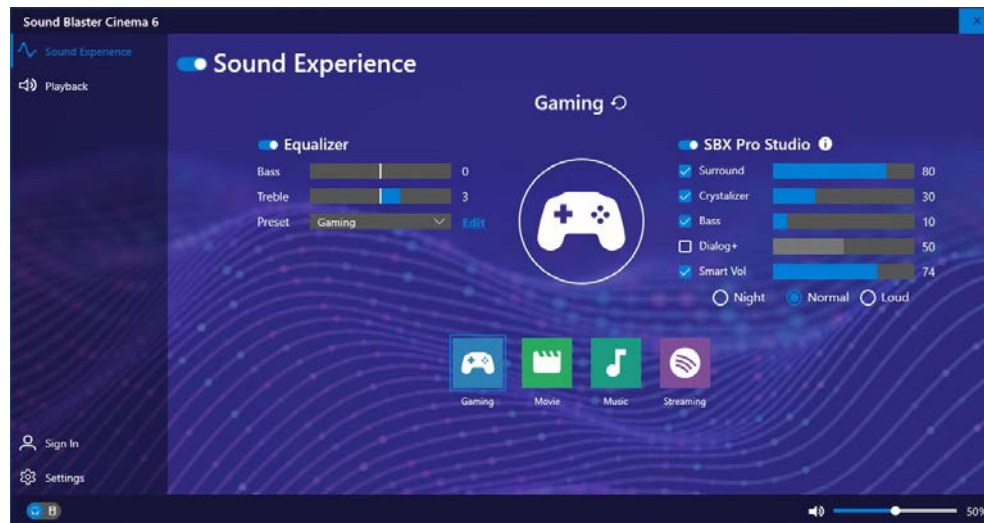 Sound Blaster Cinema 6
Sound Experience
Playback
Sound Experience
Gaming
Equalizer
Bass 0
Treble 3
Preset Gaming Edit
SBX Pro Studio
Surround 80
Crystalizer 30
Bass 10
Dialog+ 50
Smart Vol 74
Night Normal Loud
Gaming Movie Music Streaming
Sign In
Settings
50%